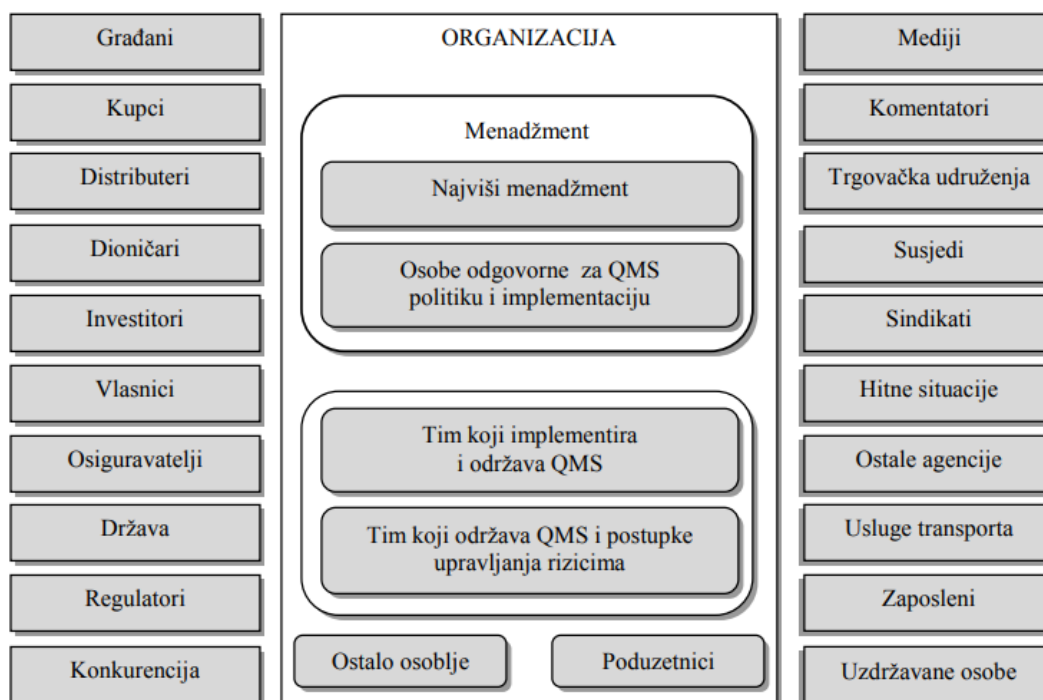 Građani
Kupci
Distributeri
Dioničari
Investitori
Vlasnici
Osiguravatelji
Država
Regulatori
Konkurencija
ORGANIZACIJA
Menadžment
Najviši menadžment
Osobe odgovorne za QMS
politiku i implementaciju
Tim koji implementira
i održava QMS
Tim koji održava QMS i postupke
upravljanja rizicima
Ostalo osoblje
Poduzetnici
Mediji
Komentatori
Trgovačka udruženja
Susjedi
Sindikati
Hitne situacije
Ostale agencije
Usluge transporta
Zaposleni
Uzdržavane osobe